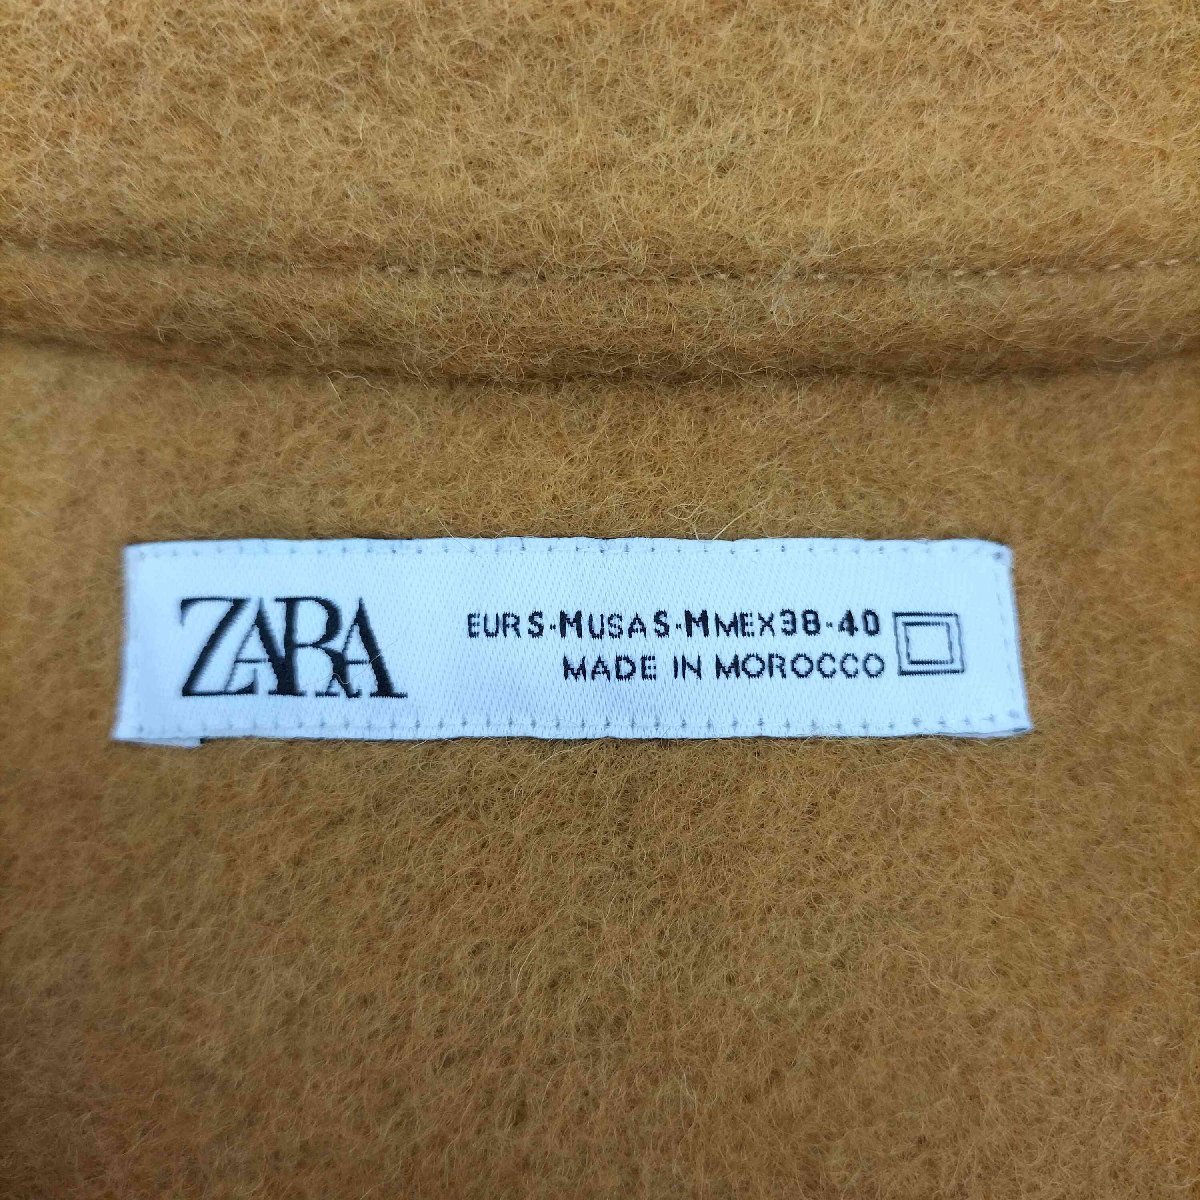 ZARA
EUR S-M USA S-M MEX 38-40
MADE IN MOROCCO